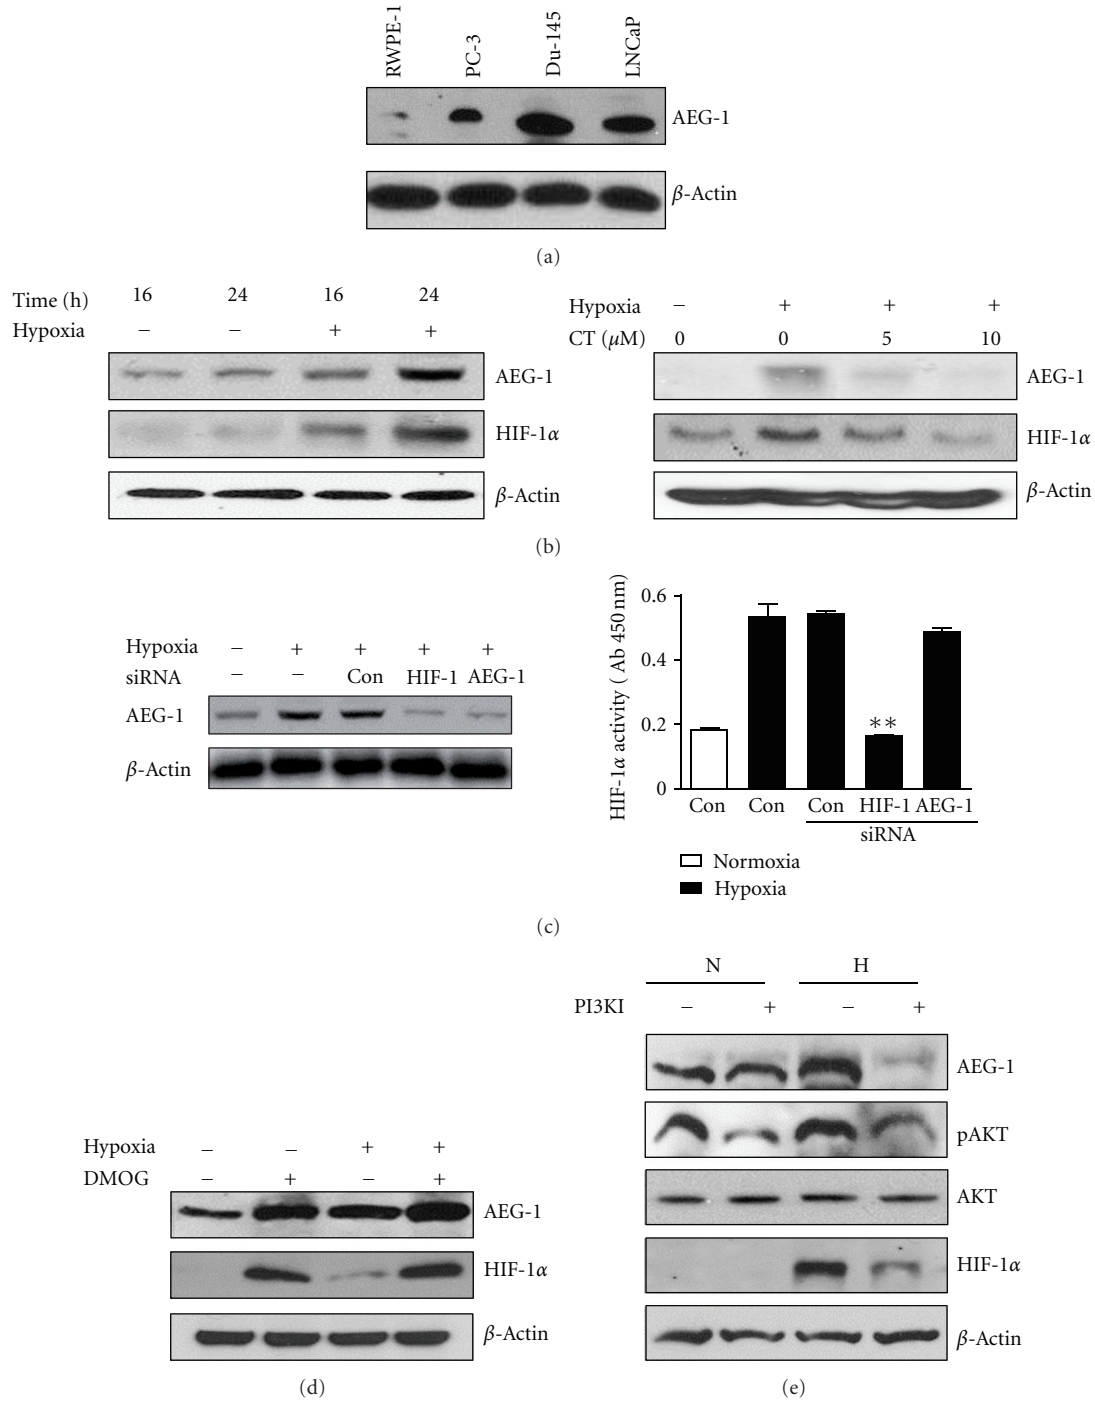 RWPE-1 PC-3 Du-145 LNCaP
AEG-1
β-Actin
(a)
Time (h) 16 24 16 24
Hypoxia − − + +
AEG-1
HIF-1α
β-Actin
Hypoxia − + + +
CT (μM) 0 0 5 10
AEG-1
HIF-1α
β-Actin
(b)
Hypoxia − + + + +
siRNA − − Con HIF-1 AEG-1
AEG-1
β-Actin
HIF-1α activity ( Ab 450 nm)
0.6
0.4
0.2
0
**
Con Con Con HIF-1 AEG-1
siRNA
Normoxia
Hypoxia
(c)
Hypoxia − − + +
DMOG − + − +
AEG-1
HIF-1α
β-Actin
(d)
N H
PI3KI − + − +
AEG-1
pAKT
AKT
HIF-1α
β-Actin
(e)